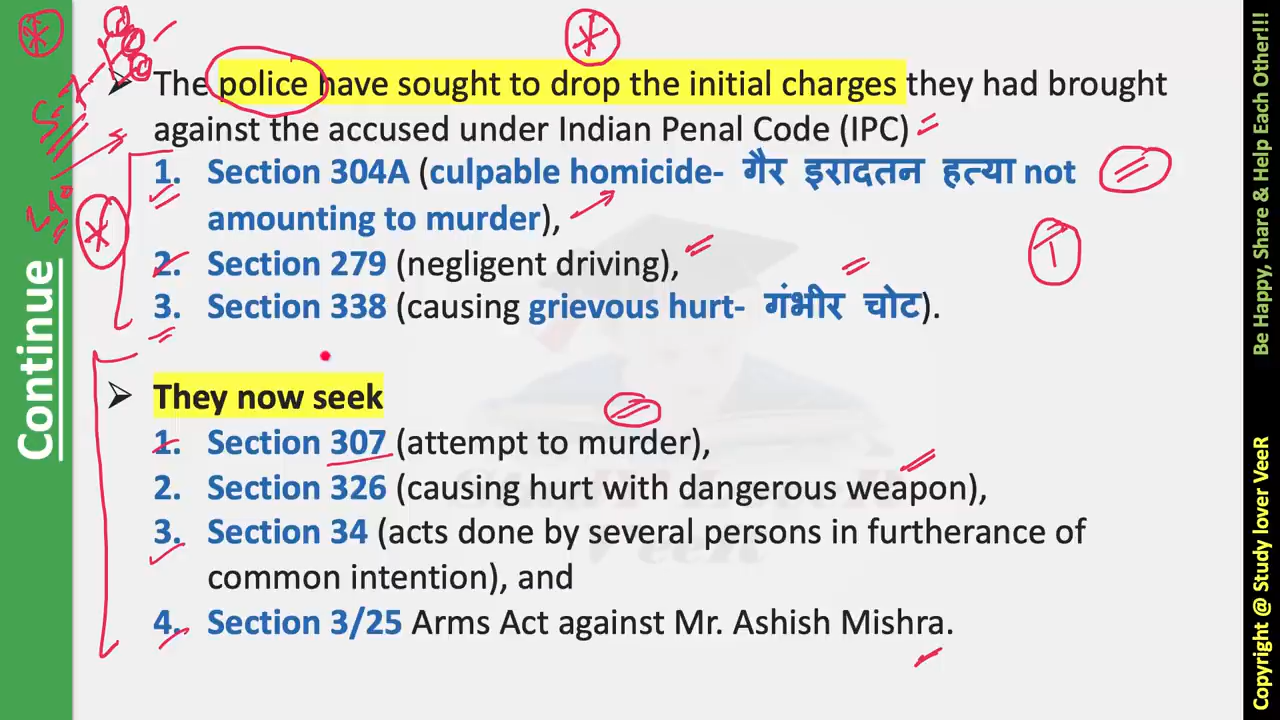 The police have sought to drop the initial charges they had brought
against the accused under Indian Penal Code (IPC)
1. Section 304A (culpable homicide- गैर इरादतन हत्या not
amounting to murder),
2. Section 279 (negligent driving),
3. Section 338 (causing grievous hurt- गंभीर चोट).
They now seek
1. Section 307 (attempt to murder),
2. Section 326 (causing hurt with dangerous weapon),
3. Section 34 (acts done by several persons in furtherance of
common intention), and
4. Section 3/25 Arms Act against Mr. Ashish Mishra.
Continue
Be Happy, Share & Help Each Other!!!
Copyright @ Study lover VeeR